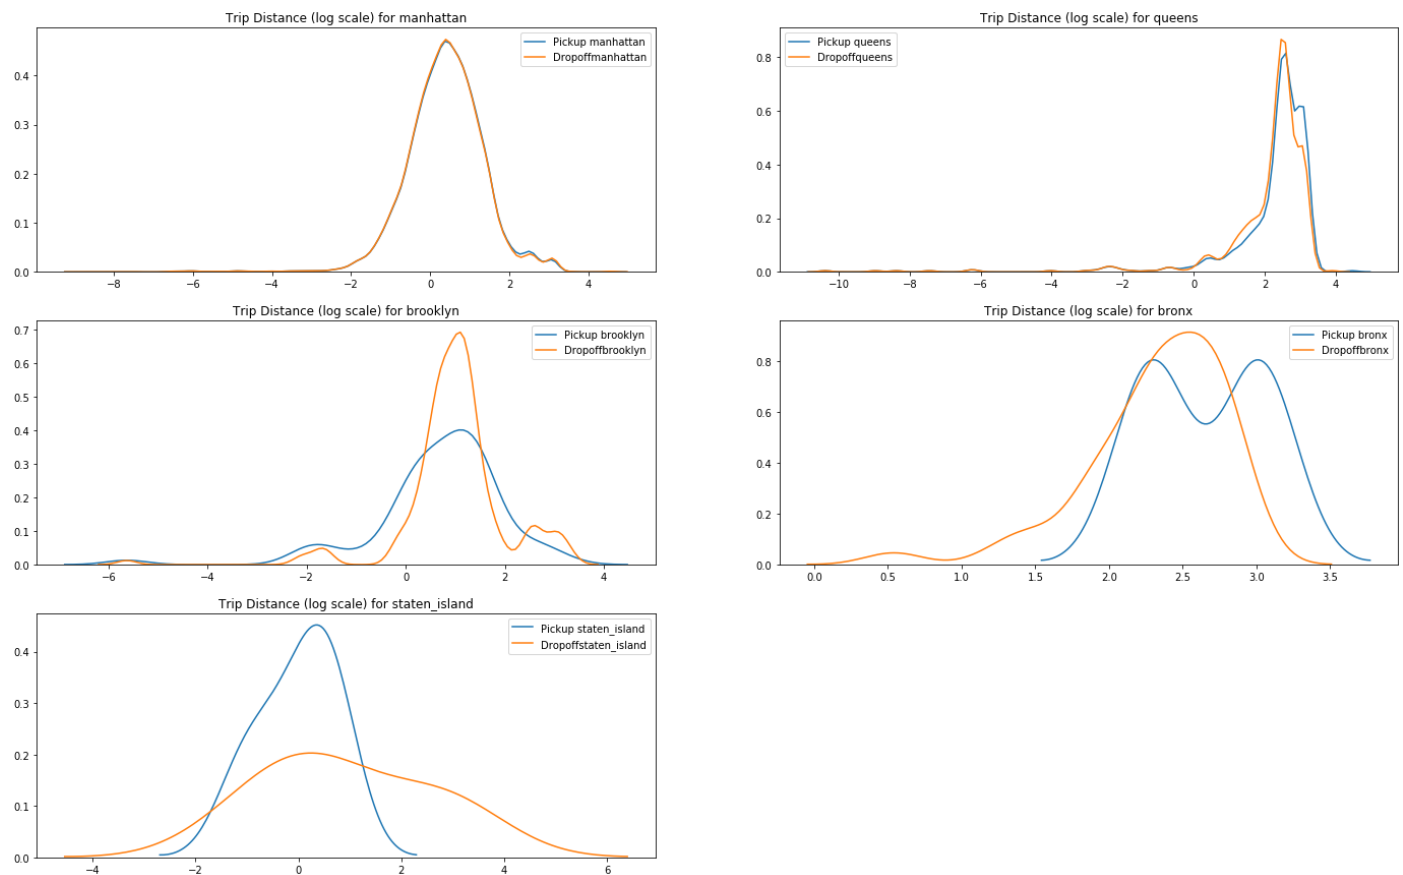 Trip Distance (log scale) for manhattan
Pickup manhattan
Dropoffmanhattan
0.4
0.3
0.2
0.1
0.0
−8 −6 −4 −2 0 2 4
Trip Distance (log scale) for queens
Pickup queens
Dropoffqueens
0.8
0.6
0.4
0.2
0.0
−10 −8 −6 −4 −2 0 2 4
Trip Distance (log scale) for brooklyn
Pickup brooklyn
Dropoffbrooklyn
0.7
0.6
0.5
0.4
0.3
0.2
0.1
0.0
−6 −4 −2 0 2 4
Trip Distance (log scale) for bronx
Pickup bronx
Dropoffbronx
0.8
0.6
0.4
0.2
0.0
0.0 0.5 1.0 1.5 2.0 2.5 3.0 3.5
Trip Distance (log scale) for staten_island
Pickup staten_island
Dropoffstaten_island
0.4
0.3
0.2
0.1
0.0
−4 −2 0 2 4 6